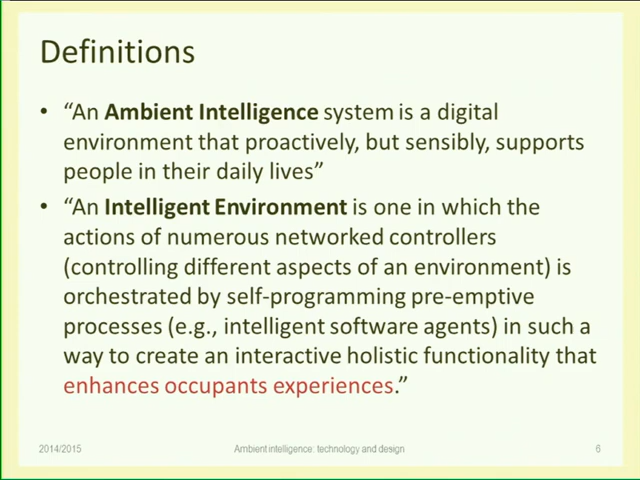 Definitions
• “An Ambient Intelligence system is a digital
environment that proactively, but sensibly, supports
people in their daily lives”
• “An Intelligent Environment is one in which the
actions of numerous networked controllers
(controlling different aspects of an environment) is
orchestrated by self-programming pre-emptive
processes (e.g., intelligent software agents) in such a
way to create an interactive holistic functionality that
enhances occupants experiences.”
2014/2015 Ambient intelligence: technology and design 6